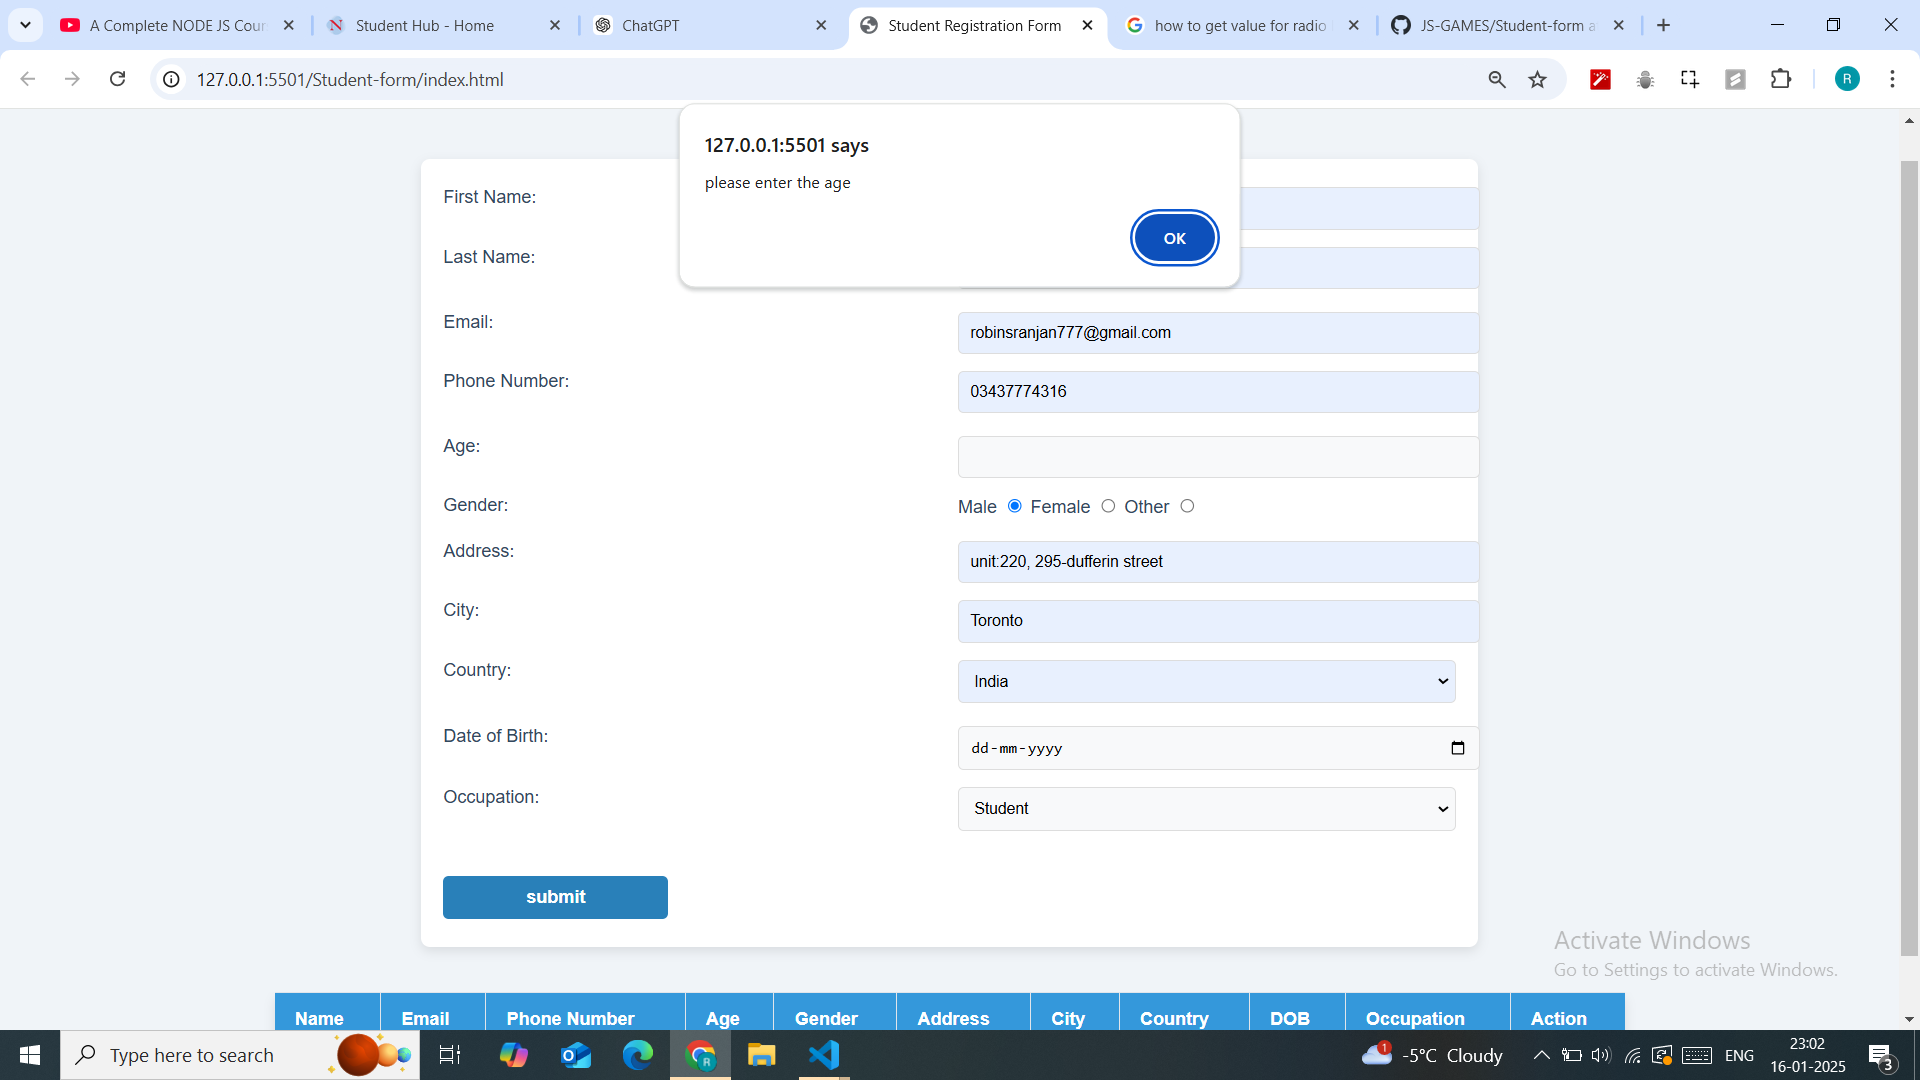 A Complete NODE JS Cour
Student Hub - Home
ChatGPT
Student Registration Form
how to get value for radio
JS-GAMES/Student-form a
127.0.0.1:5501/Student-form/index.html
R
127.0.0.1:5501 says
please enter the age
OK
First Name:
Last Name:
Email:
robinsranjan777@gmail.com
Phone Number:
03437774316
Age:
Gender:
Male Female Other
Address:
unit:220, 295-dufferin street
City:
Toronto
Country:
India
Date of Birth:
dd-mm-yyyy
Occupation:
Student
submit
Activate Windows
Go to Settings to activate Windows.
Name Email Phone Number Age Gender Address City Country DOB Occupation Action
Type here to search
1
-5°C Cloudy
ENG
23:02
16-01-2025
3